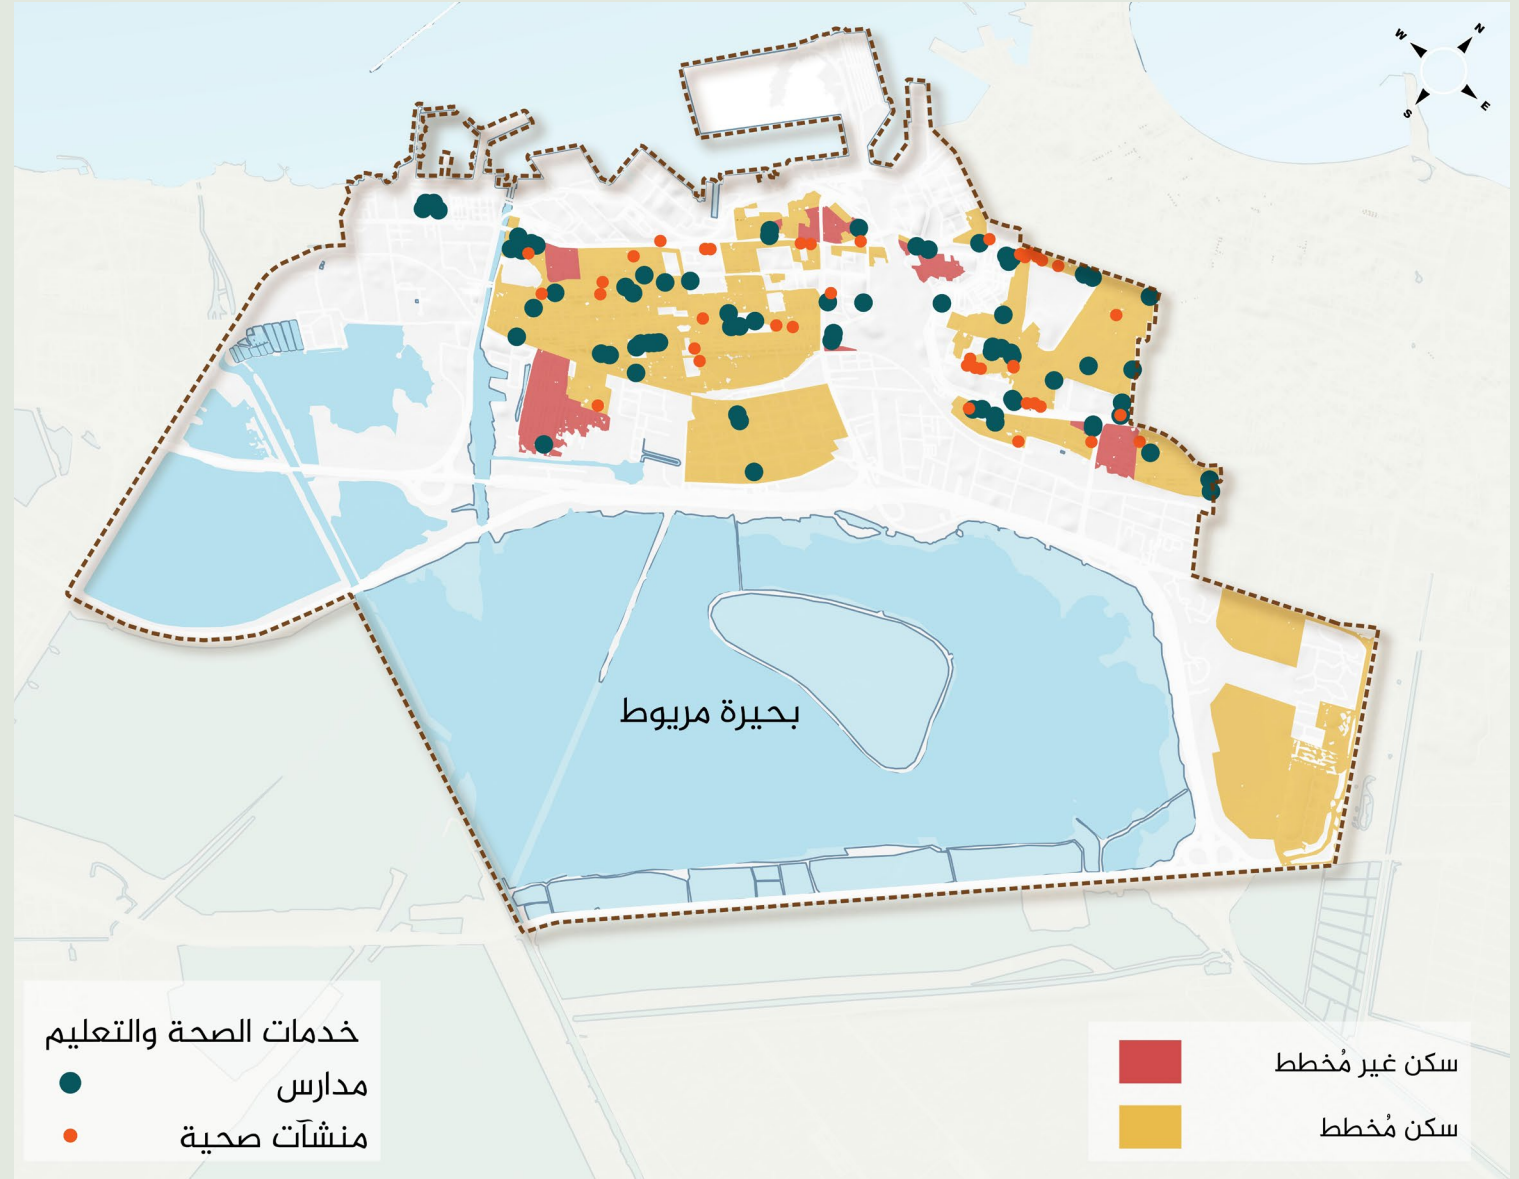 N
W
E
S
بحيرة مريوط
خدمات الصحة والتعليم
مدارس
منشآت صحية
سكن غير مُخطط
سكن مُخطط